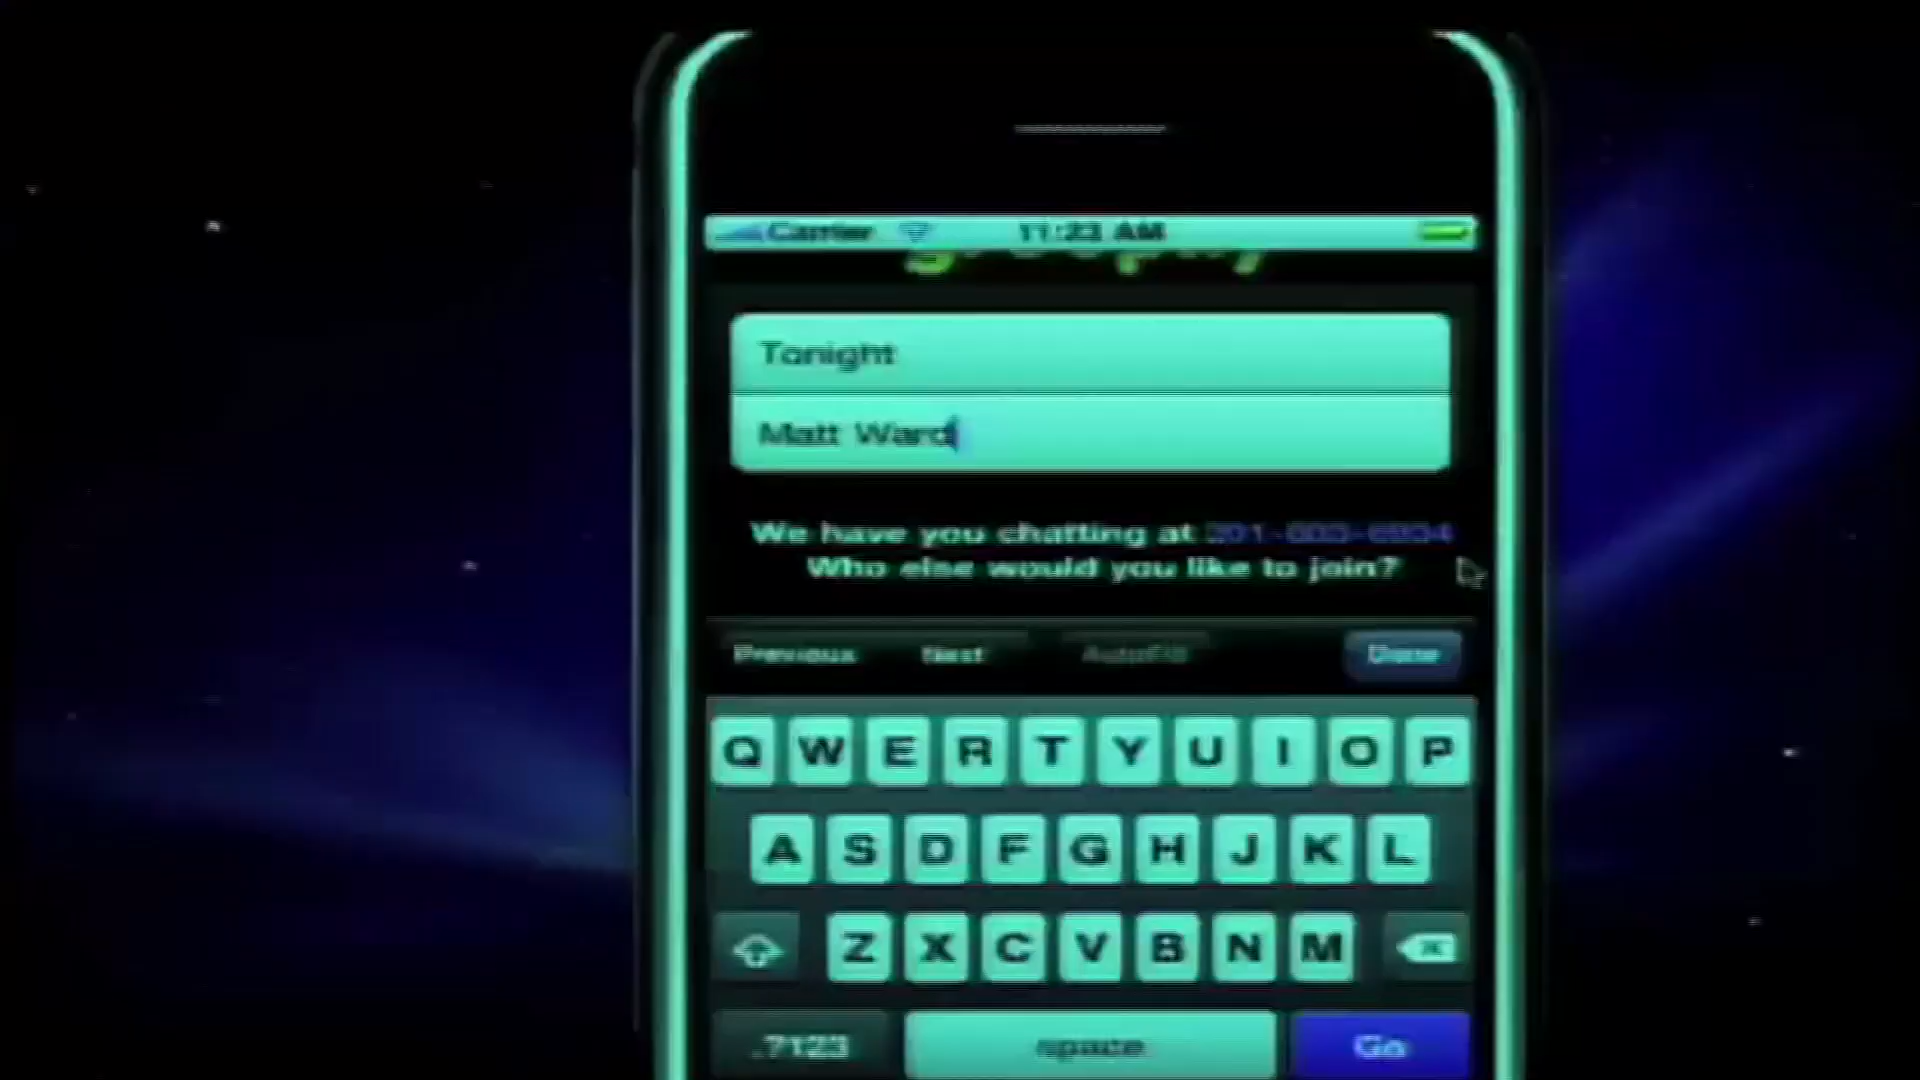 Carrier 11:23 AM
Tonight
Matt Ward
We have you chatting at
Who else would you like to join?
Previous Next AutoFill Done
Q W E R T Y U I O P
A S D F G H J K L
Z X C V B N M
.?123 space Go